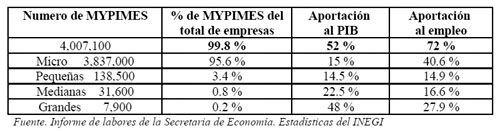 Numero de MYPIMES % de MYPIMES del total de empresas Aportación al PIB Aportación al empleo
4,007,100 99.8 % 52 % 72 %
Micro 3,837,000 95.6 % 15 % 40.6 %
Pequeñas 138,500 3.4 % 14.5 % 14.9 %
Medianas 31,600 0.8 % 22.5 % 16.6 %
Grandes 7,900 0.2 % 48 % 27.9 %
Fuente. Informe de labores de la Secretaria de Economía. Estadísticas del INEGI